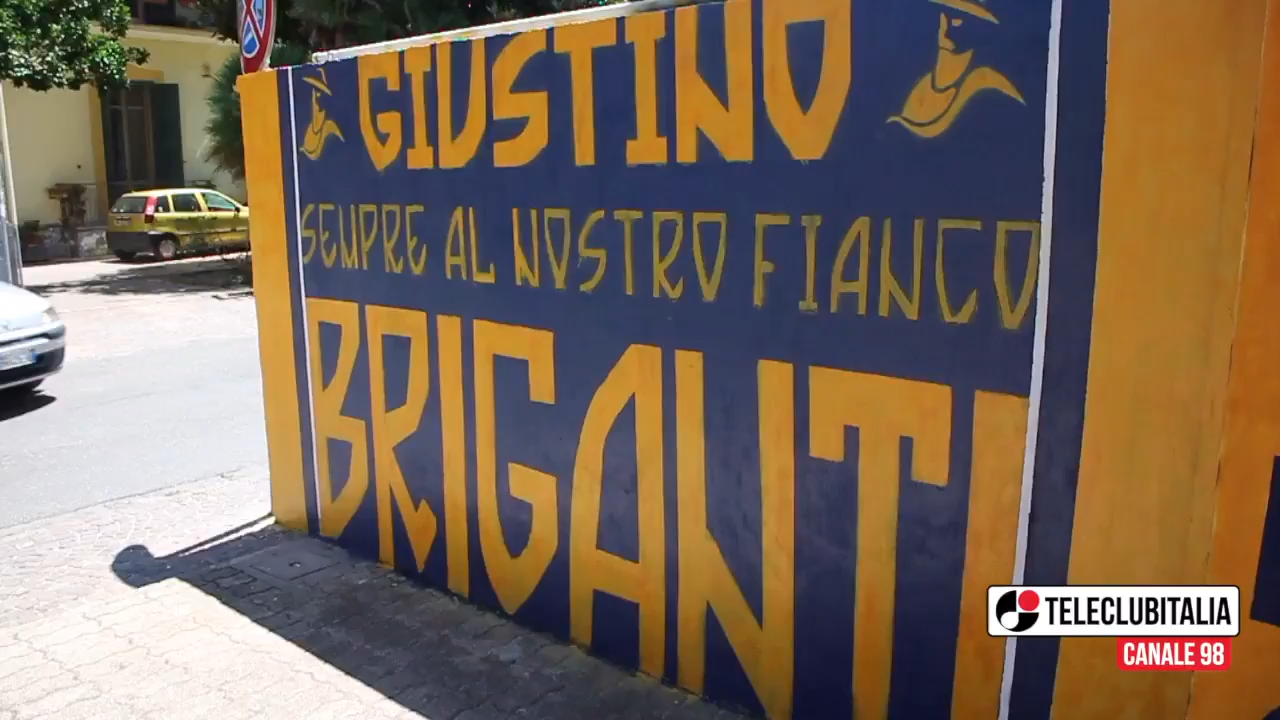 GIUSTINO
SEMPRE AL NOSTRO FIANCO
BRIGANTI
TELECLUBITALIA
CANALE 98